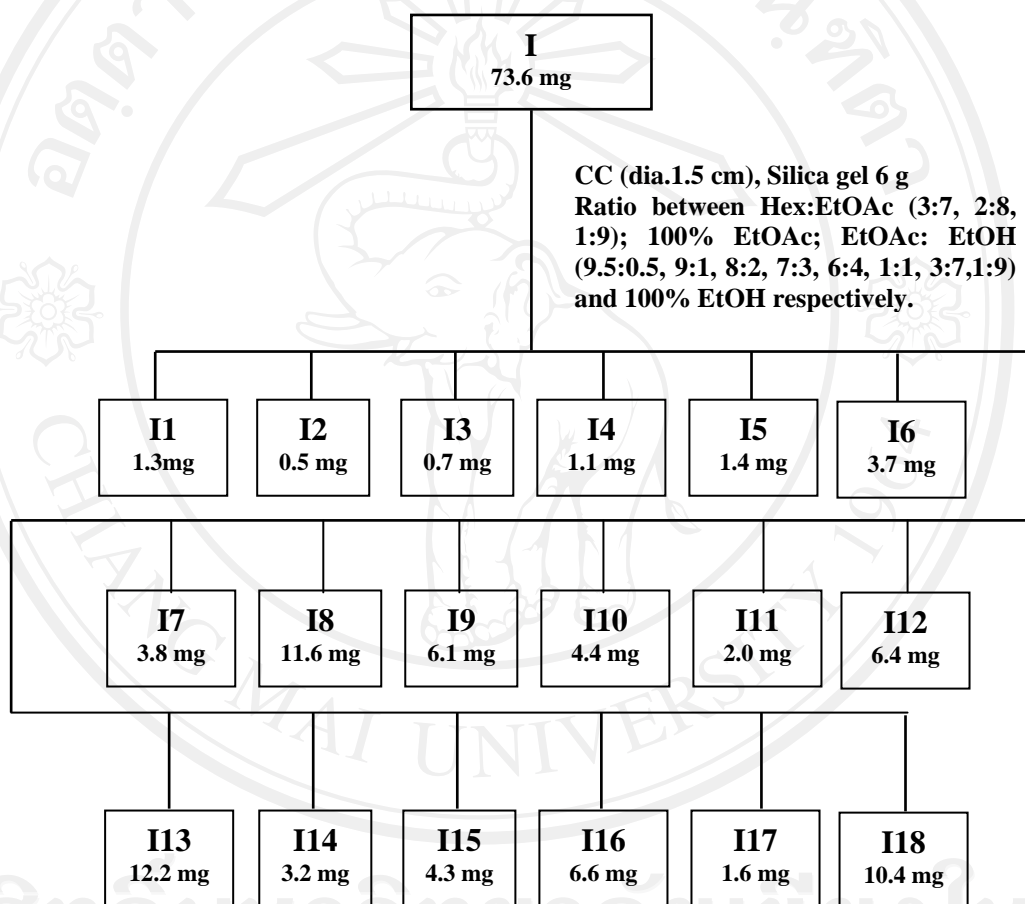 I
73.6 mg
CC (dia.1.5 cm), Silica gel 6 g
Ratio between Hex:EtOAc (3:7, 2:8,
1:9); 100% EtOAc; EtOAc: EtOH
(9.5:0.5, 9:1, 8:2, 7:3, 6:4, 1:1, 3:7,1:9)
and 100% EtOH respectively.
I1
1.3mg
I2
0.5 mg
I3
0.7 mg
I4
1.1 mg
I5
1.4 mg
I6
3.7 mg
I7
3.8 mg
I8
11.6 mg
I9
6.1 mg
I10
4.4 mg
I11
2.0 mg
I12
6.4 mg
I13
12.2 mg
I14
3.2 mg
I15
4.3 mg
I16
6.6 mg
I17
1.6 mg
I18
10.4 mg
CHIANG MAI UNIVERSITY